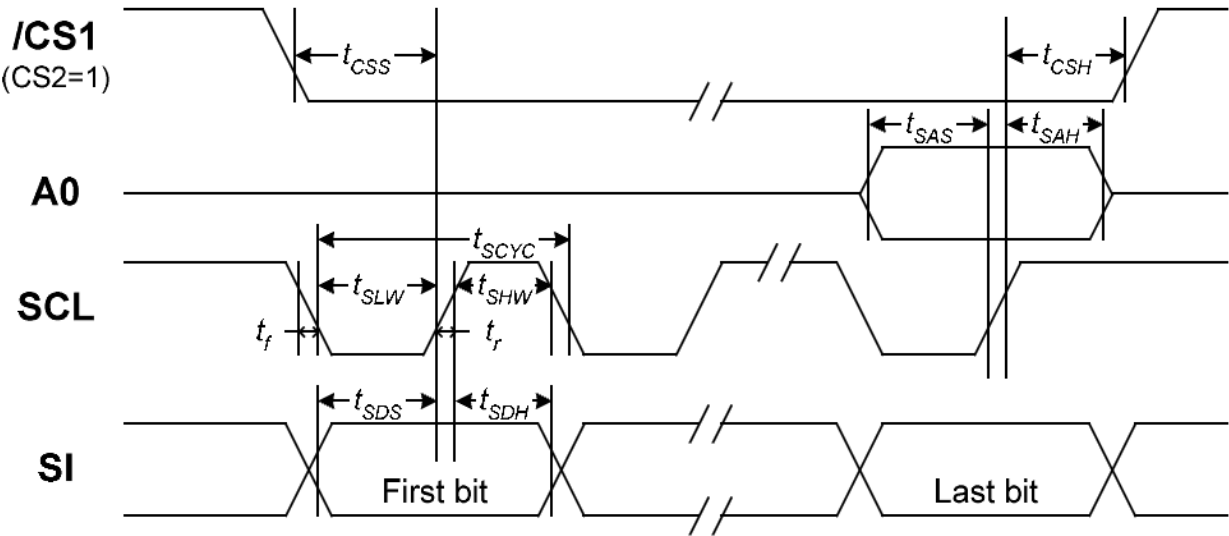 /CS1
(CS2=1)
tCSS
tCSH
tSAS
tSAH
A0
tSCYC
SCL
tSLW
tSHW
tf
tr
tSDS
tSDH
SI
First bit
Last bit